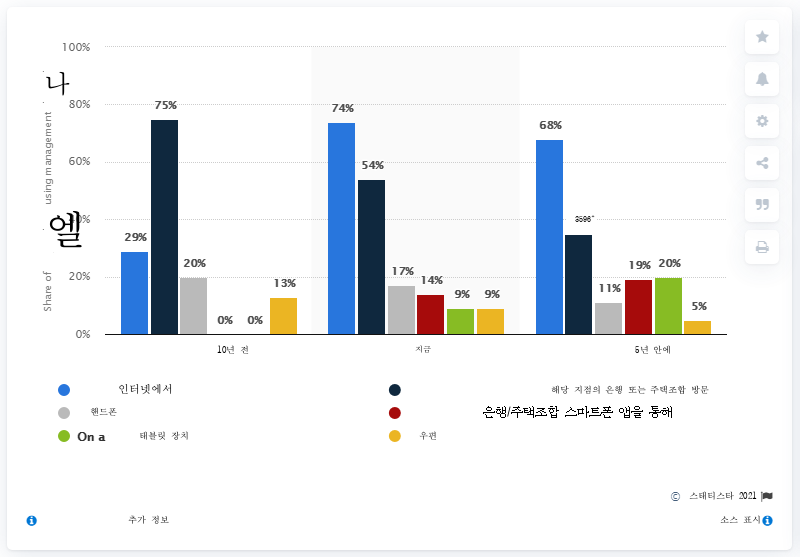 100%
나
80%
using management
60%
엘
40%
20%
Share of
0%
75%
74%
68%
54%
3596"
29%
20%
13%
0%
0%
17%
14%
9%
9%
11%
19%
20%
5%
10년 전
지금
5년 안에
인터넷에서
해당 지점의 은행 또는 주택조합 방문
핸드폰
은행/주택조합 스마트폰 앱을 통해
On a 태블릿 장치
우편
© 스태티스타 2021
추가 정보
소스 표시